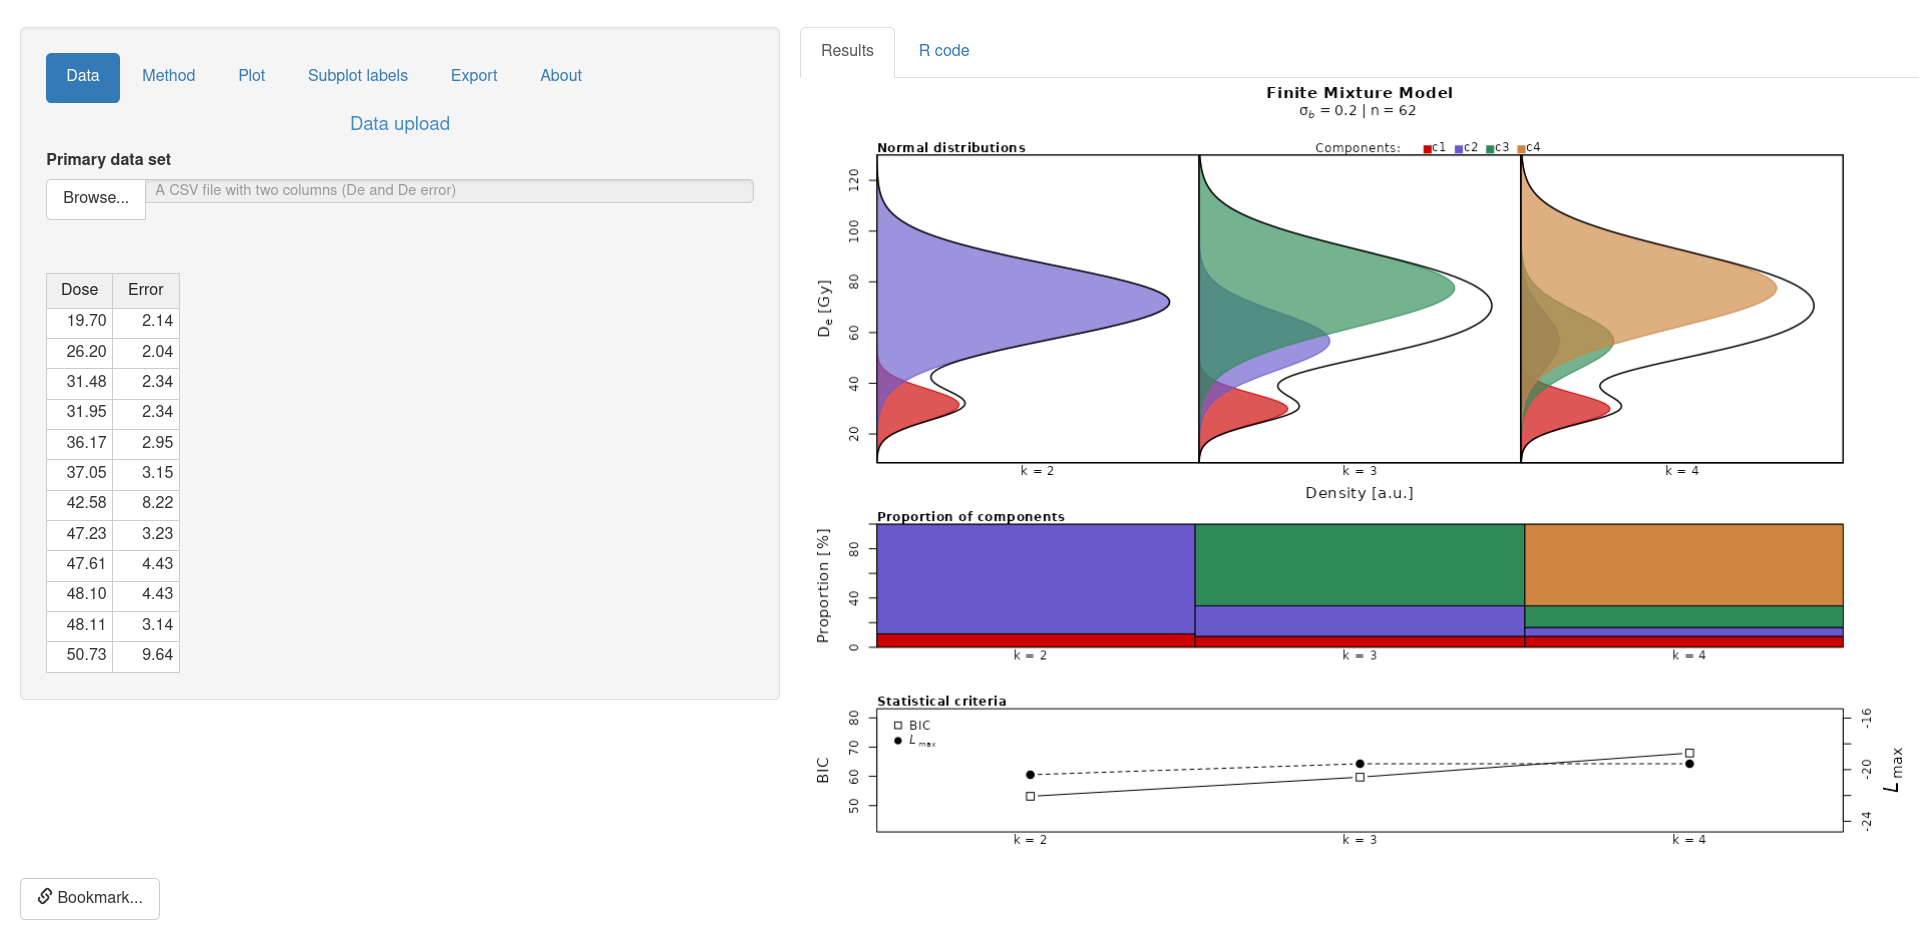 Data Method Plot Subplot labels Export About
Data upload
Primary data set
Browse... A CSV file with two columns (De and De error)
Dose Error
19.70 2.14
26.20 2.04
31.48 2.34
31.95 2.34
36.17 2.95
37.05 3.15
42.58 8.22
47.23 3.23
47.61 4.43
48.10 4.43
48.11 3.14
50.73 9.64
Bookmark...
Results R code
Finite Mixture Model
σb = 0.2 | n = 62
Normal distributions Components: c1 c2 c3 c4
De [Gy]
120
100
80
60
40
20
k = 2 k = 3 k = 4
Density [a.u.]
Proportion of components
Proportion [%]
80
40
0
k = 2 k = 3 k = 4
Statistical criteria
BIC
80
70
60
50
BIC
L max
-16
-20
-24
L max
k = 2 k = 3 k = 4